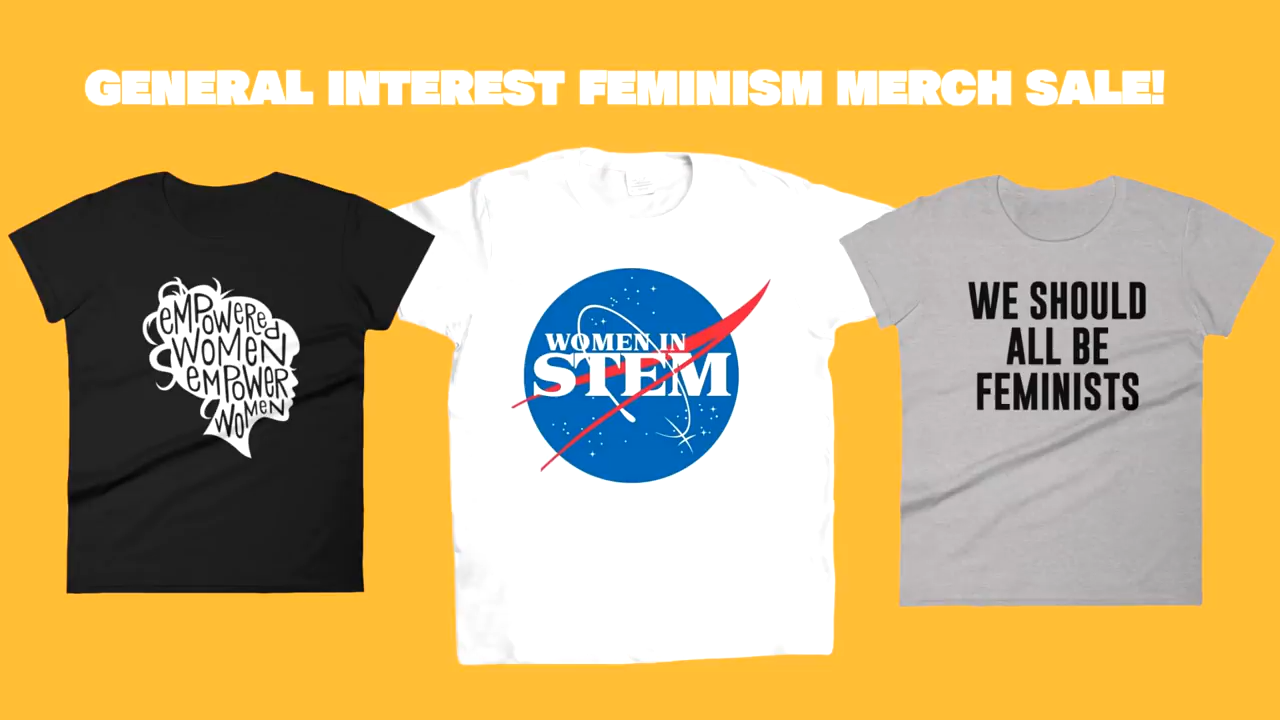 GENERAL INTEREST FEMINISM MERCH SALE!
EMPOWERED
WOMEN
EMPOWER
WOMEN
WOMEN IN
STEM
WE SHOULD
ALL BE
FEMINISTS